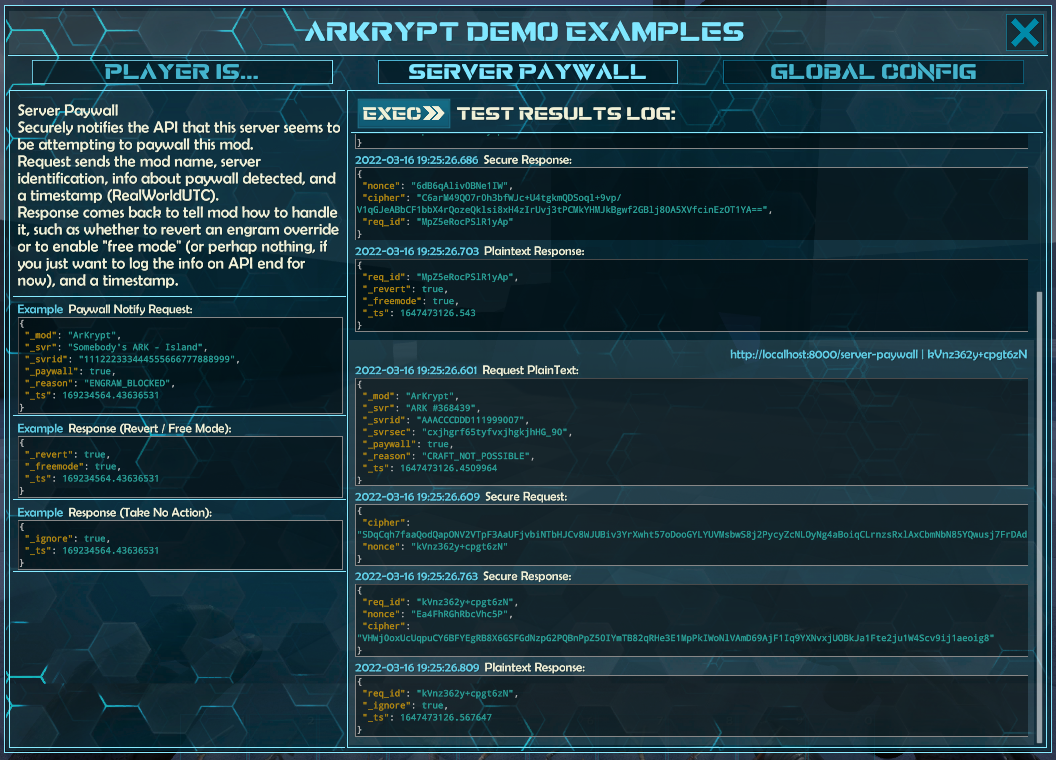 ARKRYPT DEMO EXAMPLES
PLAYER IS...
SERVER PAYWALL
GLOBAL CONFIG
Server Paywall
Securely notifies the API that this server seems to
be attempting to paywall this mod.
Request sends the mod name, server
identification, info about paywall detected, and
a timestamp (RealWorldUTC).
Response comes back to tell mod how to handle
it, such as whether to revert an engram override
or to enable "free mode" (or perhap nothing, if
you just want to log the info on API end for
now), and a timestamp.
Example Paywall Notify Request:
{
"_mod": "ArKrypt",
"_svr": "Somebody's ARK - Island",
"_svrid": "11122233344455566677788899",
"_paywall": true,
"_reason": "ENGRAM_BLOCKED",
"_ts": 169234564.43636531
}
Example Response (Revert / Free Mode):
{
"_revert": true,
"_freemode": true,
"_ts": 169234564.43636531
}
Example Response (Take No Action):
{
"_ignore": true,
"_ts": 169234564.43636531
}
EXEC
TEST RESULTS LOG:
}
2022-03-16 19:25:26.686 Secure Response:
{
"nonce": "6dB6qAlivOBNe1IW",
"cipher": "C6arM49QO7rOh3bfWJc+U4tgkmQDSoql+9vp/
V1qGJeABbCF1bbX4rQozeQklsi8xH4zIrUvj3tPCMkYHMJkBgwf2GBlj8OA5XVfcinEzOT1YA==",
"req_id": "MpZ5eRocPSlR1yAp"
}
2022-03-16 19:25:26.703 Plaintext Response:
{
"req_id": "MpZ5eRocPSlR1yAp",
"_revert": true,
"_freemode": true,
"_ts": 1647473126.543
}
http://localhost:8000/server-paywall | kVnz362y+cpgt6zN
2022-03-16 19:25:26.601 Request PlainText:
{
"_mod": "ArKrypt",
"_svr": "ARK #368439",
"_svrid": "AAACCCDDD111999007",
"_svrsec": "cxjhgrf65tyfvxjhgkjhHG_90",
"_paywall": true,
"_reason": "CRAFT_NOT_POSSIBLE",
"_ts": 1647473126.4509964
}
2022-03-16 19:25:26.609 Secure Request:
{
"cipher":
"SDqCqh7faaQodQapONV2VTpF3AaUFjvbiNTbHJCv8WJUBiv3YrXwht57oDooGYLYUVMsbwS8j2PycyZcNLOyNg4aBoiqCLrnzsRxlAxCbmNbN85YQwusj7FrDAd
"nonce": "kVnz362y+cpgt6zN"
}
2022-03-16 19:25:26.763 Secure Response:
{
"req_id": "kVnz362y+cpgt6zN",
"nonce": "Ea4FhRGhRbcVhc5P",
"cipher":
"VHWjOoxUcUqpuCY6BFYEgRB8X6GSFGdNzpG2PQBnPpZ5OIYmTB82qRHe3E1MpPkIWoNlVAmD69AjF1Iq9YXNvxjUOBkJa1Fte2ju1W4Scv9ij1aeoig8"
}
2022-03-16 19:25:26.809 Plaintext Response:
{
"req_id": "kVnz362y+cpgt6zN",
"_ignore": true,
"_ts": 1647473126.567647
}